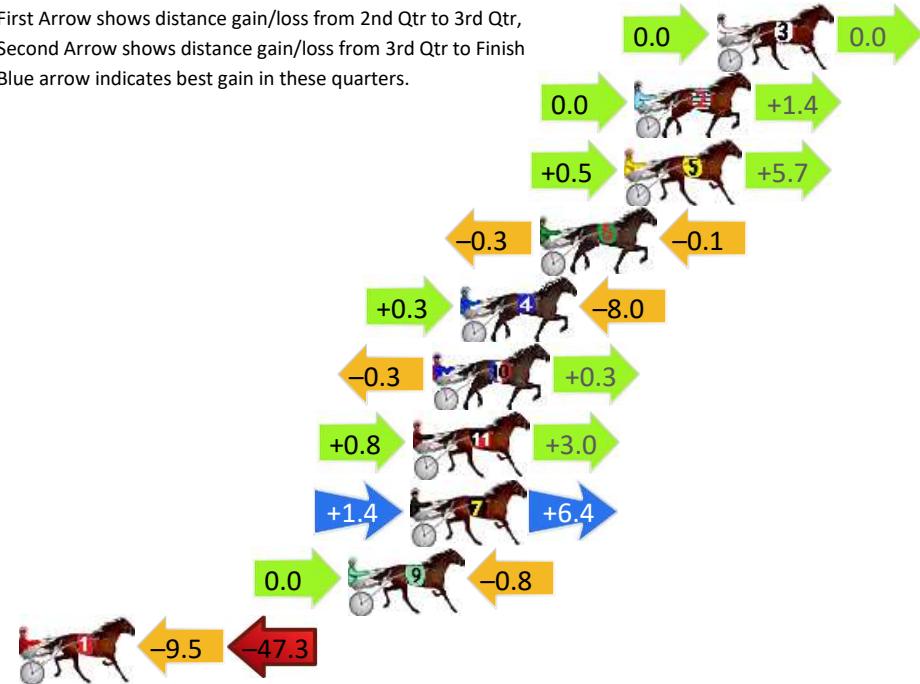 First Arrow shows distance gain/loss from 2nd Qtr to 3rd Qtr,
Second Arrow shows distance gain/loss from 3rd Qtr to Finish
Blue arrow indicates best gain in these quarters.
0.0 3 0.0
0.0 2 +1.4
+0.5 5 +5.7
–0.3 –0.1
+0.3 4 –8.0
–0.3 10 +0.3
+0.8 11 +3.0
+1.4 7 +6.4
0.0 9 –0.8
1 –9.5 –47.3